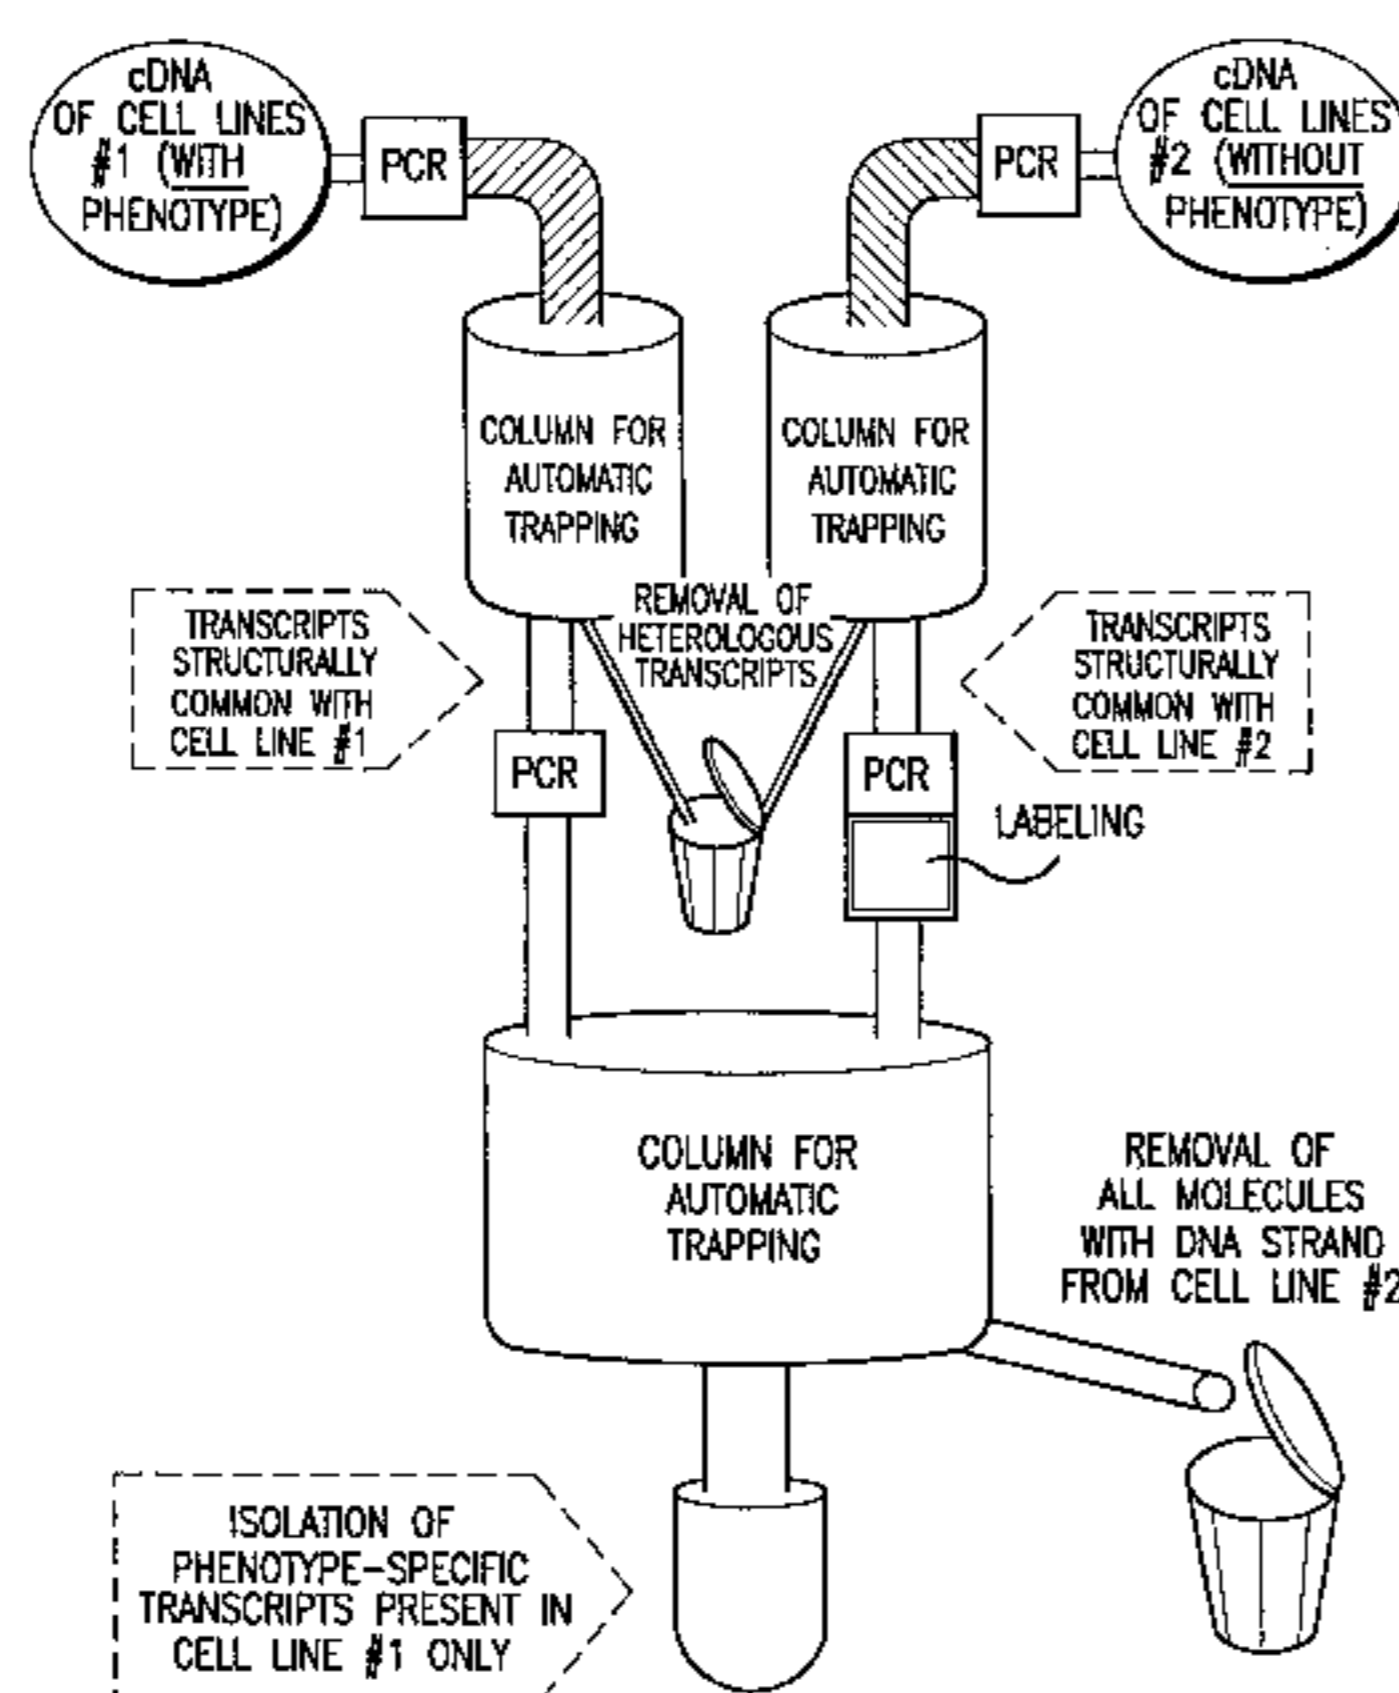 cDNA
OF CELL LINES
#1 (WITH
PHENOTYPE)
PCR
PCR
cDNA
OF CELL LINES
#2 (WITHOUT
PHENOTYPE)
COLUMN FOR
AUTOMATIC
TRAPPING
COLUMN FOR
AUTOMATIC
TRAPPING
REMOVAL OF
HETEROLOGOUS
TRANSCRIPTS
TRANSCRIPTS
STRUCTURALLY
COMMON WITH
CELL LINE #1
TRANSCRIPTS
STRUCTURALLY
COMMON WITH
CELL LINE #2
PCR
PCR
LABELING
COLUMN FOR
AUTOMATIC
TRAPPING
REMOVAL OF
ALL MOLECULES
WITH DNA STRAND
FROM CELL LINE #2
ISOLATION OF
PHENOTYPE-SPECIFIC
TRANSCRIPTS PRESENT IN
CELL LINE #1 ONLY